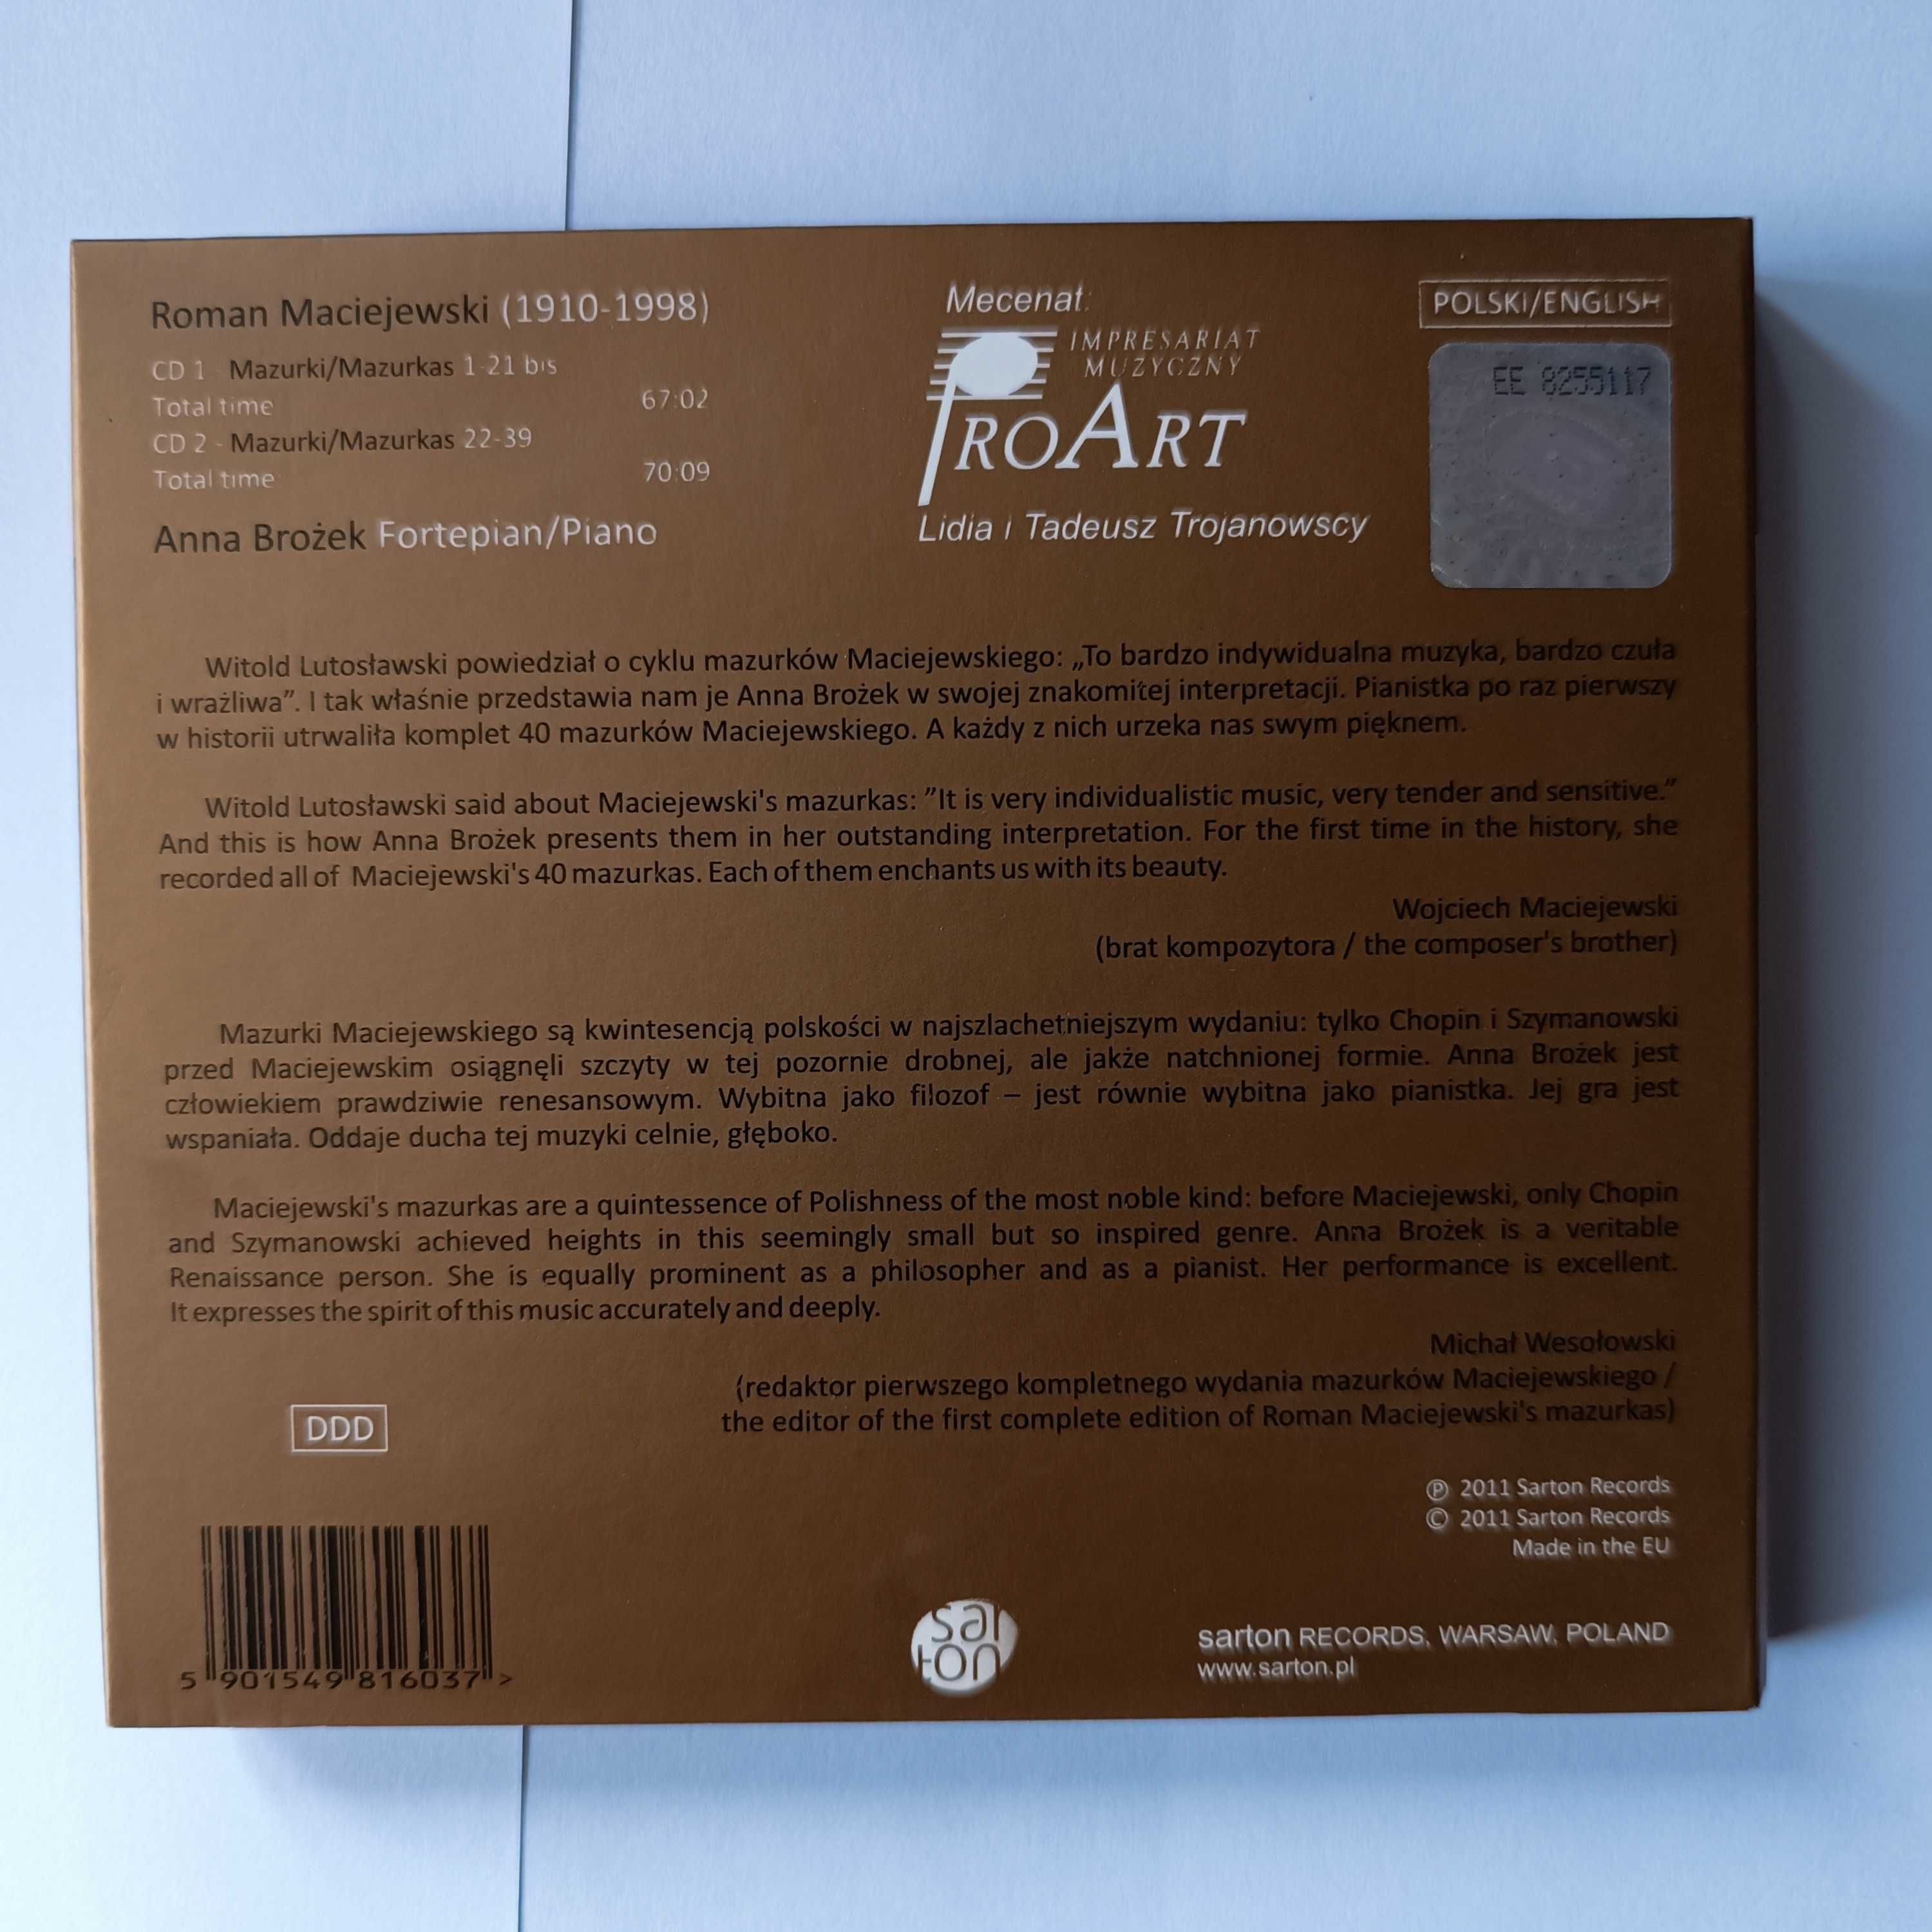 Roman Maciejewski (1910-1998)
CD 1 - Mazurki/Mazurkas 1-21 bis
Total time 67:02
CD 2 - Mazurki/Mazurkas 22-39
Total time 70:09
Anna Brożek Fortepian/Piano
Mecenat:
IMPRESARIAT
MUZYCZNY
PROART
Lidia i Tadeusz Trojanowscy
POLSKI/ENGLISH
EE 8255117
Witold Lutosławski powiedział o cyklu mazurków Maciejewskiego: „To bardzo indywidualna muzyka, bardzo czuła
i wrażliwa”. I tak właśnie przedstawia nam je Anna Brożek w swojej znakomitej interpretacji. Pianistka po raz pierwszy
w historii utrwaliła komplet 40 mazurków Maciejewskiego. A każdy z nich urzeka nas swym pięknem.
Witold Lutosławski said about Maciejewski's mazurkas: ”It is very individualistic music, very tender and sensitive.”
And this is how Anna Brożek presents them in her outstanding interpretation. For the first time in the history, she
recorded all of Maciejewski's 40 mazurkas. Each of them enchants us with its beauty.
Wojciech Maciejewski
(brat kompozytora / the composer's brother)
Mazurki Maciejewskiego są kwintesencją polskości w najszlachetniejszym wydaniu: tylko Chopin i Szymanowski
przed Maciejewskim osiągnęli szczyty w tej pozornie drobnej, ale jakże natchnionej formie. Anna Brożek jest
człowiekiem prawdziwie renesansowym. Wybitna jako filozof – jest równie wybitna jako pianistka. Jej gra jest
wspaniała. Oddaje ducha tej muzyki celnie, głęboko.
Maciejewski's mazurkas are a quintessence of Polishness of the most noble kind: before Maciejewski, only Chopin
and Szymanowski achieved heights in this seemingly small but so inspired genre. Anna Brożek is a veritable
Renaissance person. She is equally prominent as a philosopher and as a pianist. Her performance is excellent.
It expresses the spirit of this music accurately and deeply.
Michał Wesołowski
(redaktor pierwszego kompletnego wydania mazurków Maciejewskiego /
the editor of the first complete edition of Roman Maciejewski's mazurkas)
DDD
℗ 2011 Sarton Records
© 2011 Sarton Records
Made in the EU
5 901549 816037 >
sar
ton
sarton RECORDS, WARSAW, POLAND
www.sarton.pl